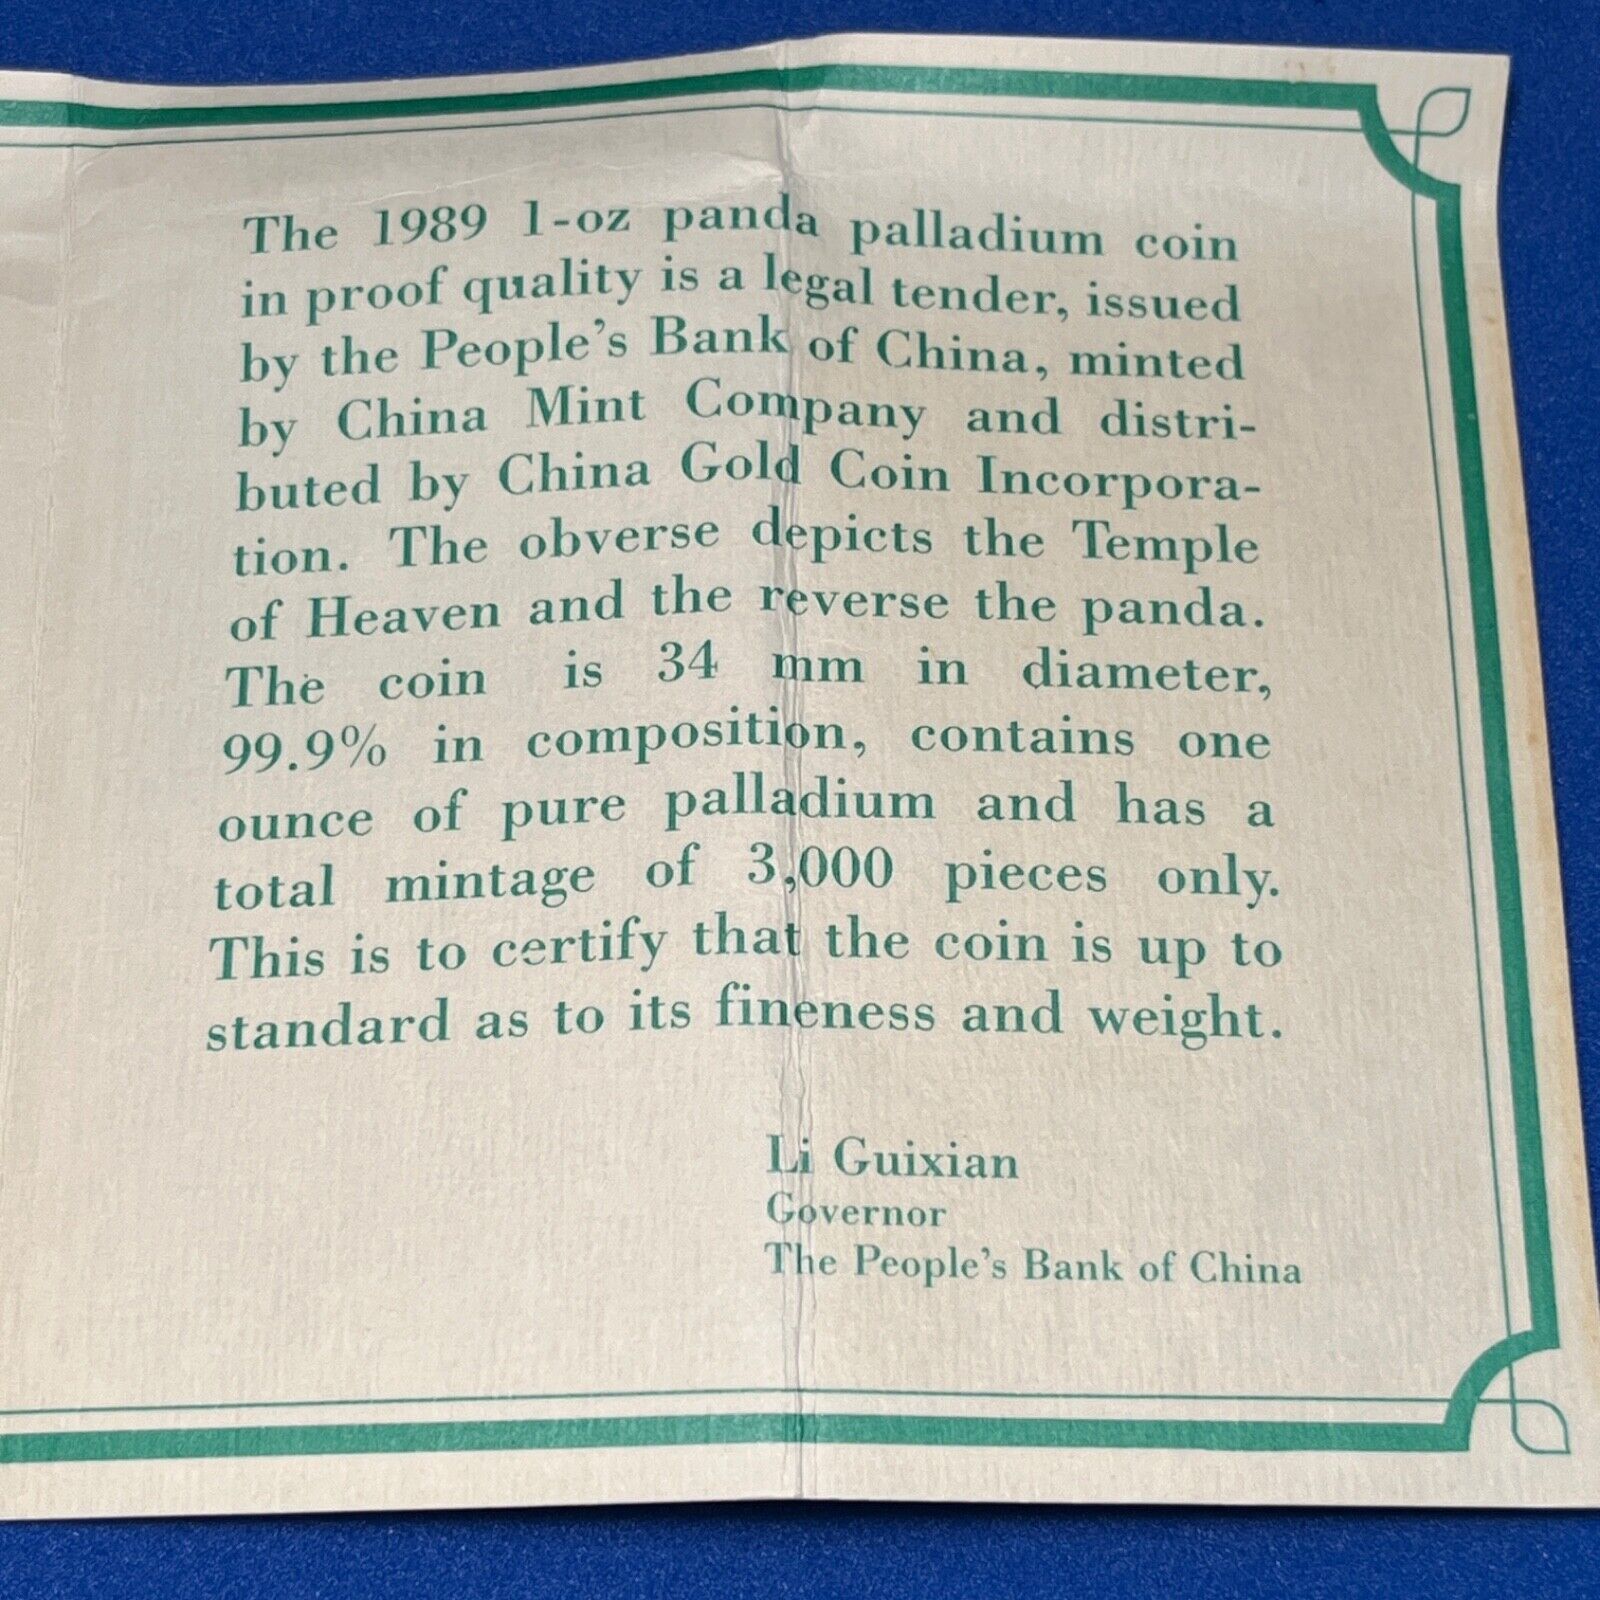 The 1989 1-oz panda palladium coin
in proof quality is a legal tender, issued
by the People's Bank of China, minted
by China Mint Company and distri-
buted by China Gold Coin Incorpora-
tion. The obverse depicts the Temple
of Heaven and the reverse the panda.
The coin is 34 mm in diameter,
99.9% in composition, contains one
ounce of pure palladium and has a
total mintage of 3,000 pieces only.
This is to certify that the coin is up to
standard as to its fineness and weight.
Li Guixian
Governor
The People's Bank of China